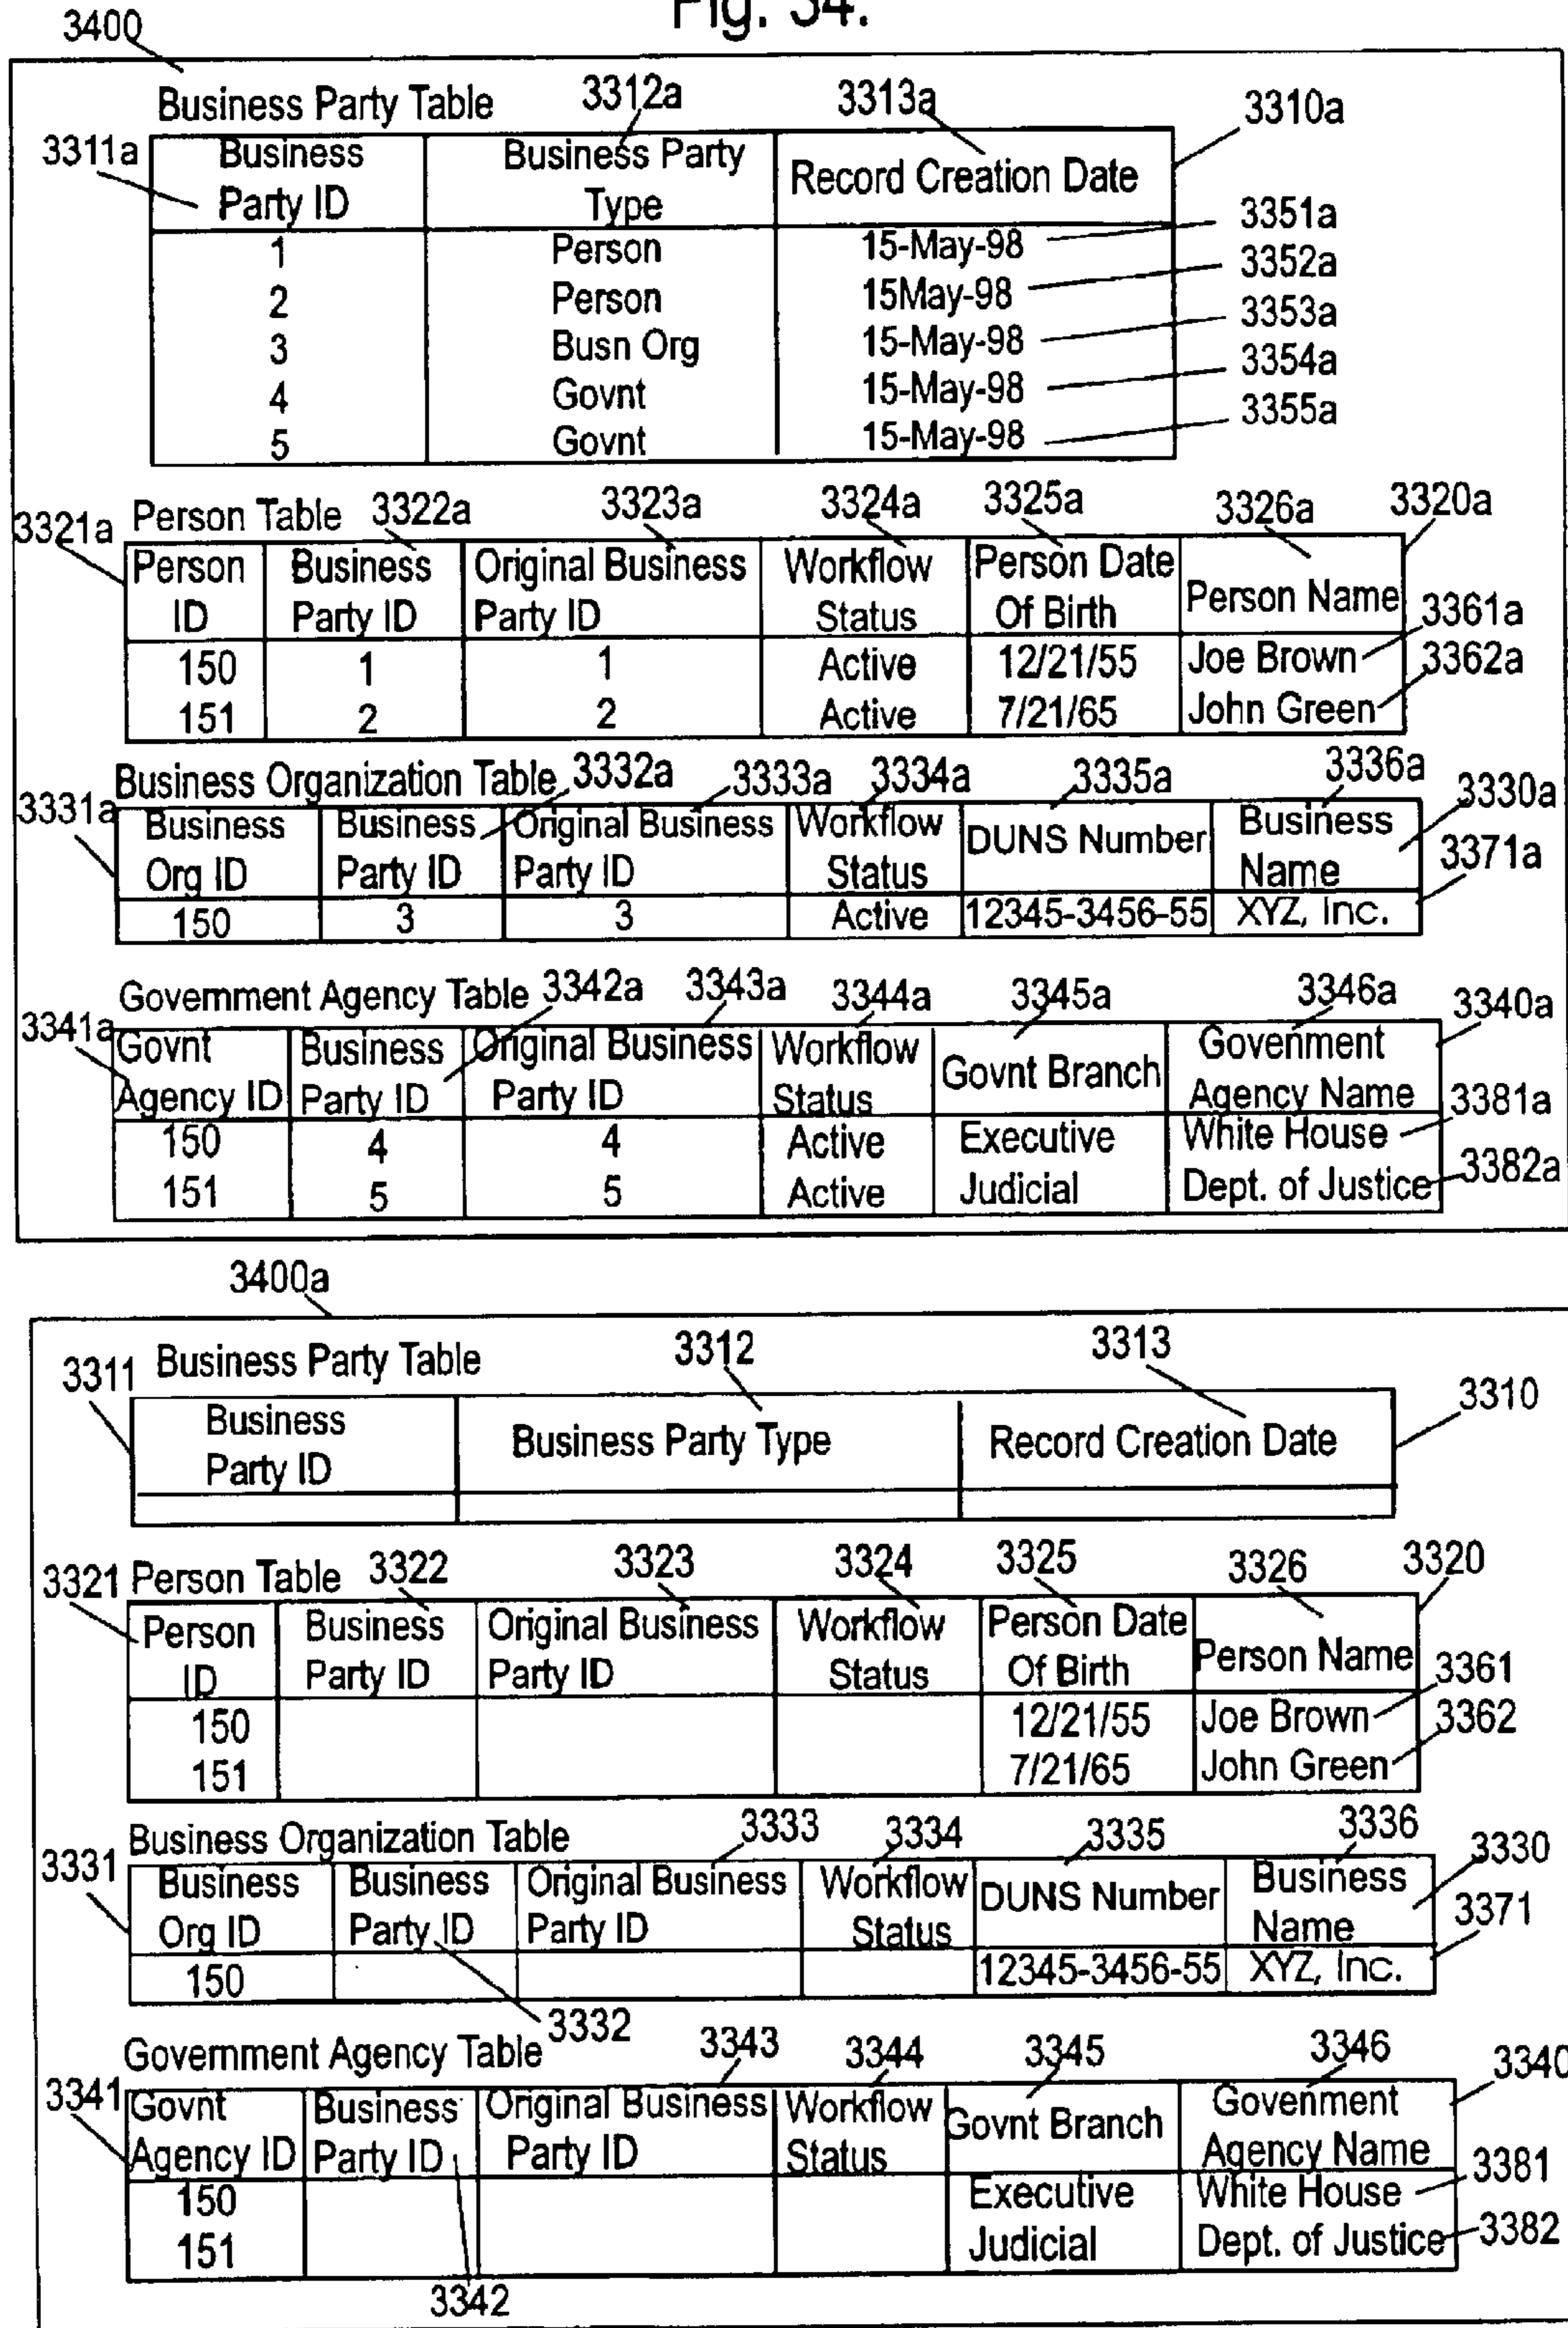 Fig. 34.
3400
Business Party Table 3312a 3313a 3310a
3311a Business Party ID Business Party Type Record Creation Date
1 Person 15-May-98 3351a
2 Person 15May-98 3352a
3 Busn Org 15-May-98 3353a
4 Govnt 15-May-98 3354a
5 Govnt 15-May-98 3355a
3321a Person Table 3322a 3323a 3324a 3325a 3326a 3320a
Person ID Business Party ID Original Business Party ID Workflow Status Person Date Of Birth Person Name
150 1 1 Active 12/21/55 Joe Brown 3361a
151 2 2 Active 7/21/65 John Green 3362a
Business Organization Table 3332a 3333a 3334a 3335a 3336a 3330a
3331a Business Org ID Business Party ID Original Business Party ID Workflow Status DUNS Number Business Name
150 3 3 Active 12345-3456-55 XYZ, Inc. 3371a
Government Agency Table 3342a 3343a 3344a 3345a 3346a 3340a
3341a Govnt Agency ID Business Party ID Original Business Party ID Workflow Status Govnt Branch Govenment Agency Name
150 4 4 Active Executive White House 3381a
151 5 5 Active Judicial Dept. of Justice 3382a
3400a
3311 Business Party Table 3312 3313 3310
Business Party ID Business Party Type Record Creation Date
3321 Person Table 3322 3323 3324 3325 3326 3320
Person ID Business Party ID Original Business Party ID Workflow Status Person Date Of Birth Person Name
150 12/21/55 Joe Brown 3361
151 7/21/65 John Green 3362
Business Organization Table 3333 3334 3335 3336 3330
3331 Business Org ID Business Party ID Original Business Party ID Workflow Status DUNS Number Business Name
150 12345-3456-55 XYZ, Inc. 3371
3332
Government Agency Table 3343 3344 3345 3346 3340
3341 Govnt Agency ID Business Party ID Original Business Party ID Workflow Status Govnt Branch Govenment Agency Name
150 Executive White House 3381
151 Judicial Dept. of Justice 3382
3342